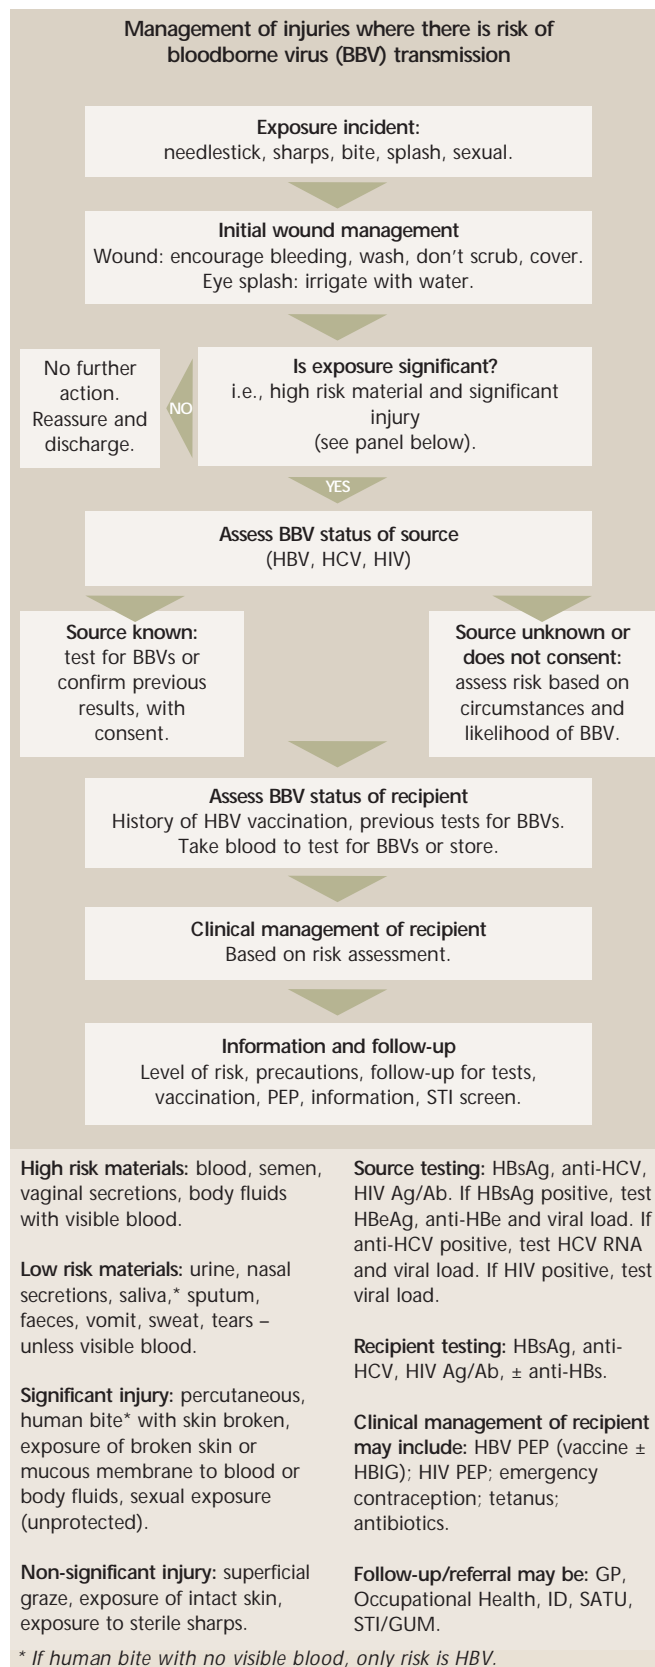 Management of injuries where there is risk of
bloodborne virus (BBV) transmission
Exposure incident:
needlestick, sharps, bite, splash, sexual.
Initial wound management
Wound: encourage bleeding, wash, don't scrub, cover.
Eye splash: irrigate with water.
Is exposure significant?
i.e., high risk material and significant
injury
(see panel below).
NO
No further
action.
Reassure and
discharge.
YES
Assess BBV status of source
(HBV, HCV, HIV)
Source known:
test for BBVs or
confirm previous
results, with
consent.
Source unknown or
does not consent:
assess risk based on
circumstances and
likelihood of BBV.
Assess BBV status of recipient
History of HBV vaccination, previous tests for BBVs.
Take blood to test for BBVs or store.
Clinical management of recipient
Based on risk assessment.
Information and follow-up
Level of risk, precautions, follow-up for tests,
vaccination, PEP, information, STI screen.
High risk materials: blood, semen,
vaginal secretions, body fluids
with visible blood.
Low risk materials: urine, nasal
secretions, saliva,* sputum,
faeces, vomit, sweat, tears –
unless visible blood.
Significant injury: percutaneous,
human bite* with skin broken,
exposure of broken skin or
mucous membrane to blood or
body fluids, sexual exposure
(unprotected).
Non-significant injury: superficial
graze, exposure of intact skin,
exposure to sterile sharps.
Source testing: HBsAg, anti-HCV,
HIV Ag/Ab. If HBsAg positive, test
HBeAg, anti-HBe and viral load. If
anti-HCV positive, test HCV RNA
and viral load. If HIV positive, test
viral load.
Recipient testing: HBsAg, anti-
HCV, HIV Ag/Ab, ± anti-HBs.
Clinical management of recipient
may include: HBV PEP (vaccine ±
HBIG); HIV PEP; emergency
contraception; tetanus;
antibiotics.
Follow-up/referral may be: GP,
Occupational Health, ID, SATU,
STI/GUM.
* If human bite with no visible blood, only risk is HBV.